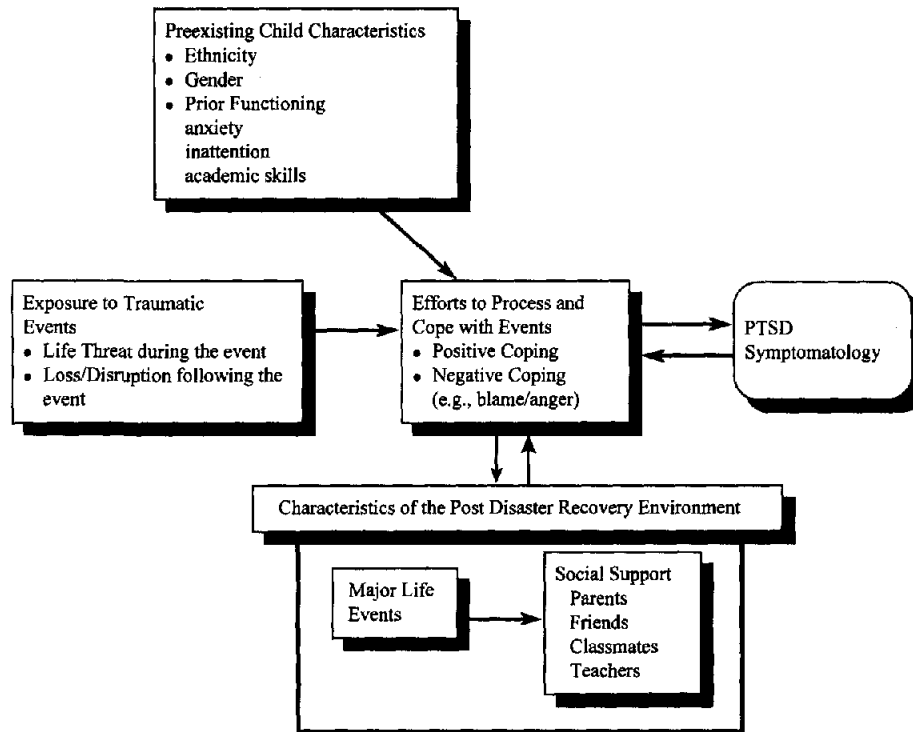 Preexisting Child Characteristics
• Ethnicity
• Gender
• Prior Functioning
anxiety
inattention
academic skills
Exposure to Traumatic
Events
• Life Threat during the event
• Loss/Disruption following the
event
Efforts to Process and
Cope with Events
• Positive Coping
• Negative Coping
(e.g., blame/anger)
PTSD
Symptomatology
Characteristics of the Post Disaster Recovery Environment
Major Life
Events
Social Support
Parents
Friends
Classmates
Teachers